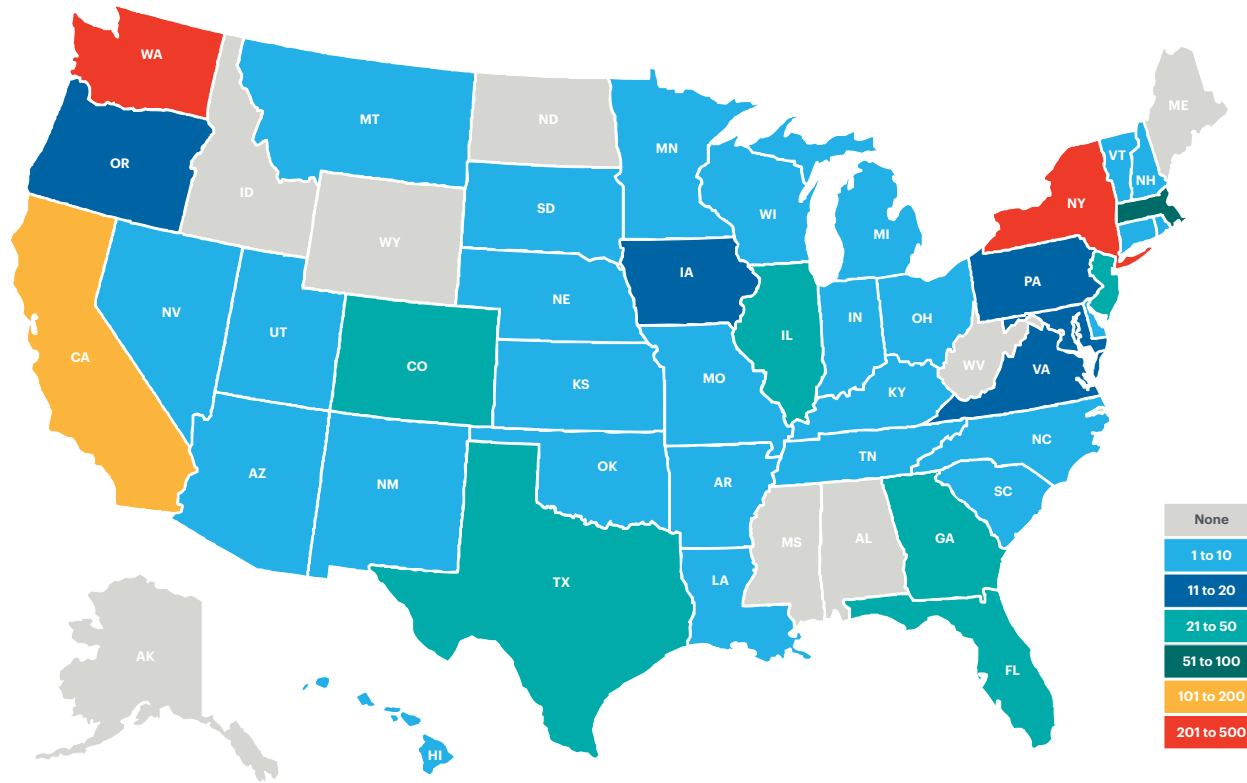 WA
ME
MT
ND
MN
VT
OR
NH
ID
SD
NY
WI
MI
WY
IA
PA
NE
NV
IN
OH
UT
IL
CA
CO
WV
VA
MO
KS
KY
NC
TN
OK
AZ
AR
NM
SC
None
GA
MS
AL
1 to 10
TX
LA
11 to 20
21 to 50
AK
51 to 100
FL
101 to 200
201 to 500
HI